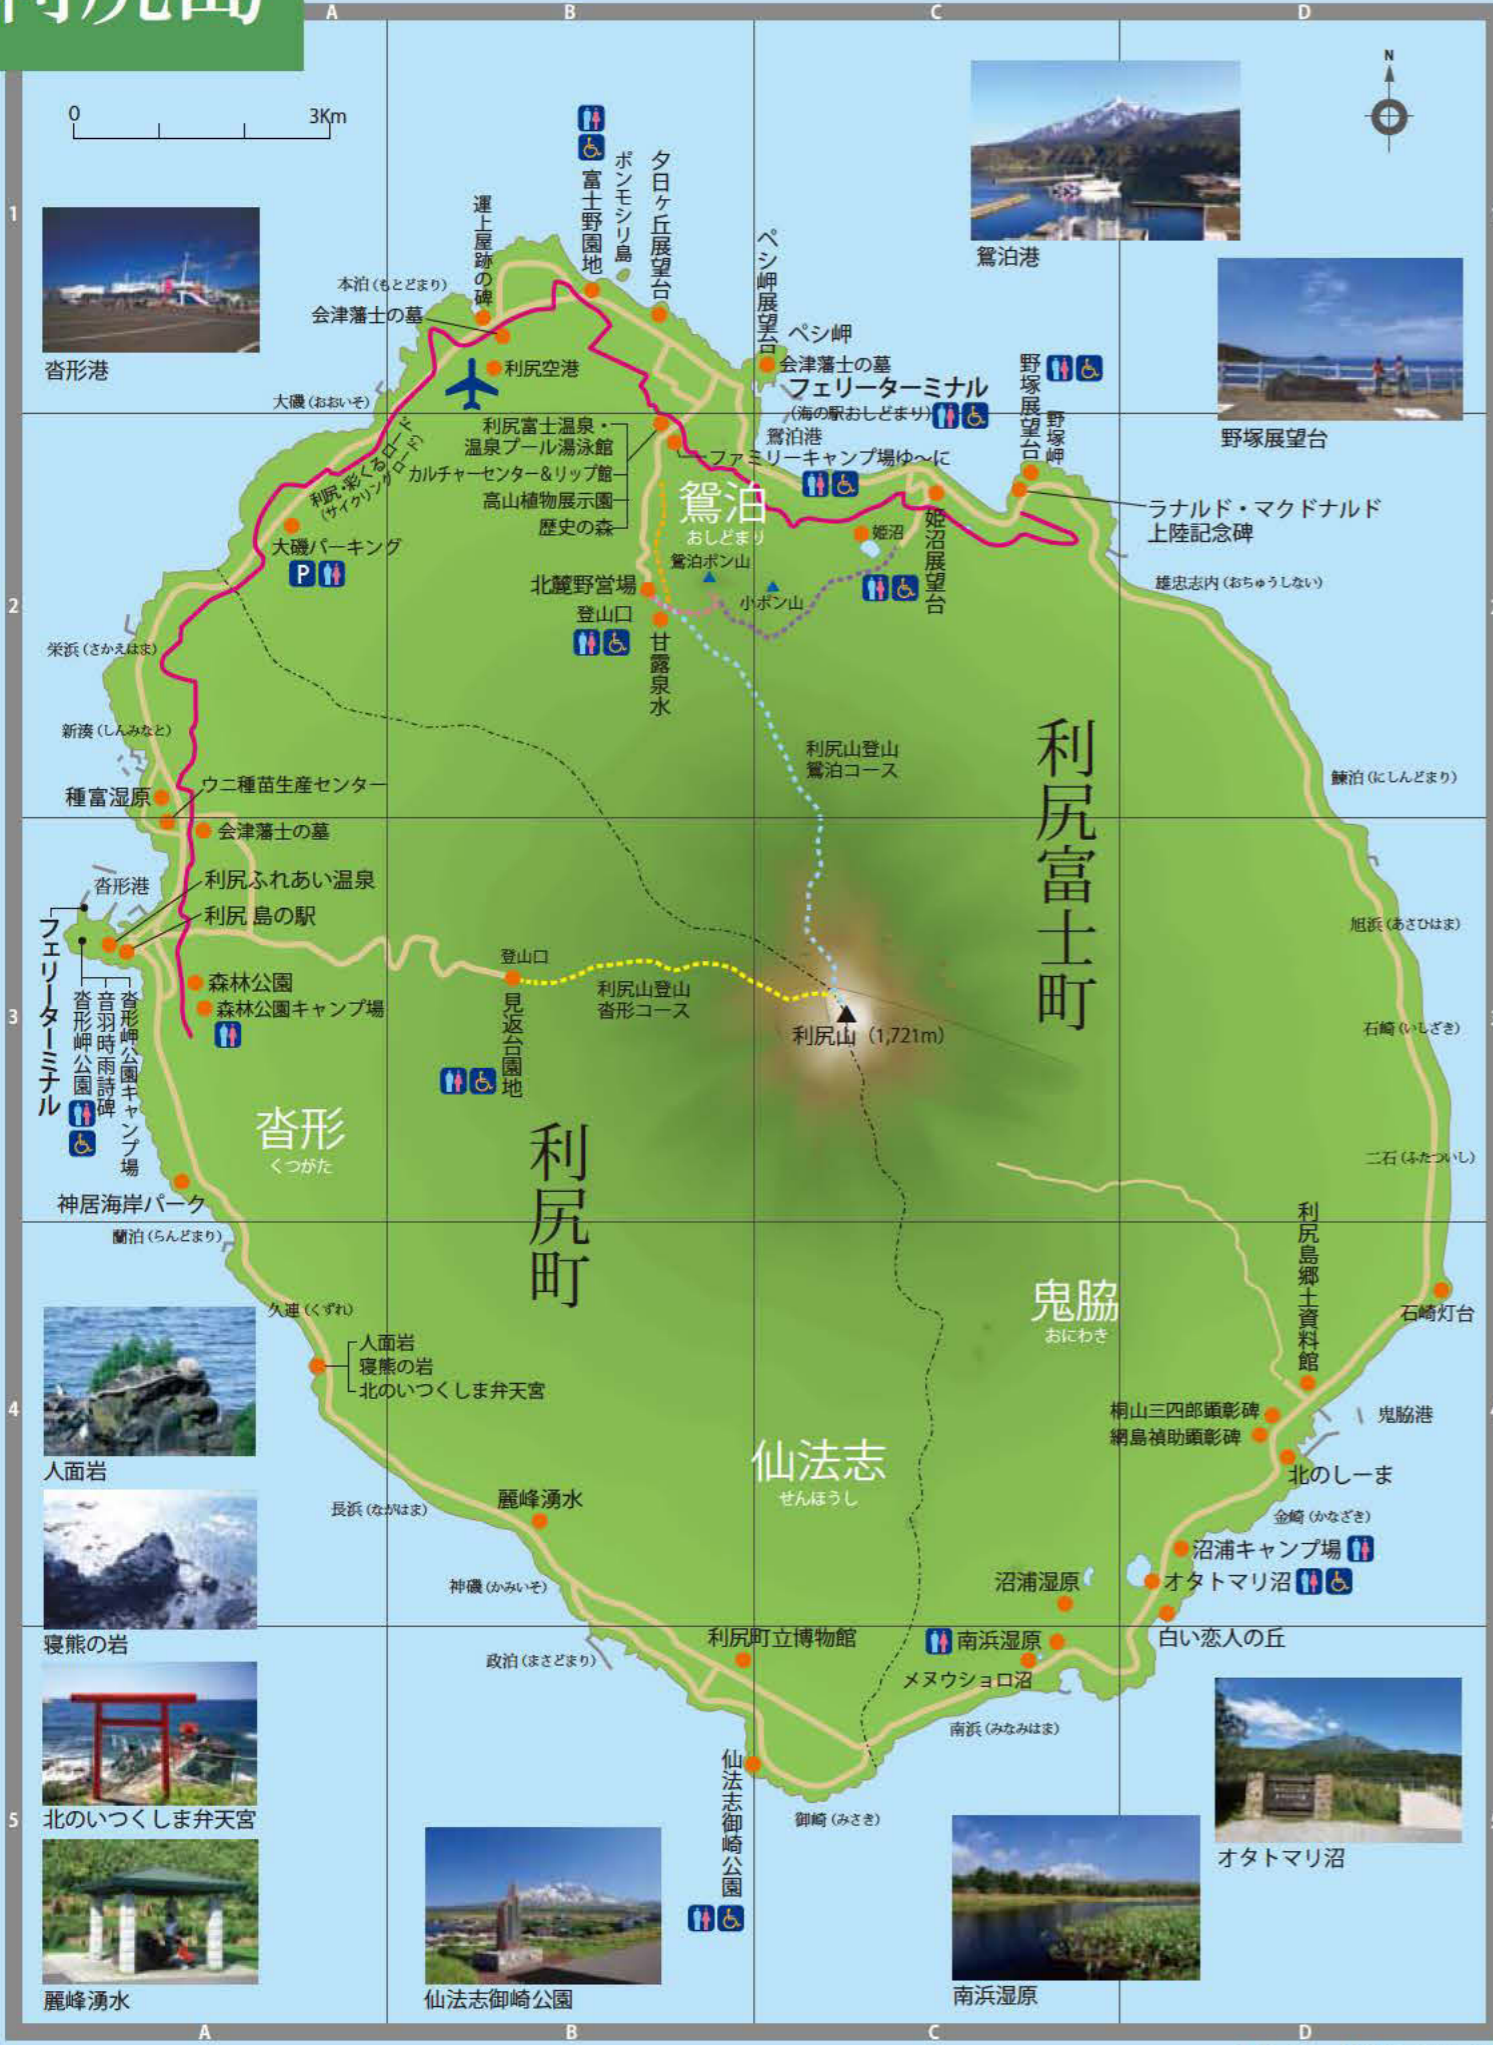 A
B
C
D
N
0
3Km
1
2
3
4
5
沓形港
鴛泊港
野塚展望台
富士野園地
ポンモシリ島
夕日ヶ丘展望台
運上屋跡の碑
本泊(もとどまり)
会津藩士の墓
利尻空港
大磯(おおいそ)
ペシ岬展望台
ペシ岬
会津藩士の墓
フェリーターミナル
(海の駅おしどまり)
鴛泊港
野塚展望台
野塚岬
利尻富士温泉・
温泉プール湯泳館
カルチャーセンター&リップ館
高山植物展示園
歴史の森
ファミリーキャンプ場ゆ〜に
利尻・彩くるロード
(サイクリングロード)
大磯パーキング
P
鴛泊
おしどまり
姫沼
姫沼展望台
ラナルド・マクドナルド
上陸記念碑
雄忠志内(おちゅうしない)
鴛泊ポン山
小ポン山
北麓野営場
登山口
甘露泉水
栄浜(さかえはま)
新湊(しんみなと)
利尻山登山
鴛泊コース
利尻富士町
鰊泊(にしんどまり)
種富湿原
ウニ種苗生産センター
会津藩士の墓
沓形港
利尻ふれあい温泉
利尻 島の駅
フェリーターミナル
沓形岬公園
音羽時雨詩碑
沓形岬公園キャンプ場
森林公園
森林公園キャンプ場
登山口
見返台園地
利尻山登山
沓形コース
利尻山(1,721m)
旭浜(あさひはま)
石崎(いしざき)
二石(ふたついし)
沓形
くつがた
利尻町
神居海岸パーク
蘭泊(らんどまり)
久連(くずれ)
人面岩
寝熊の岩
北のいつくしま弁天宮
鬼脇
おにわき
利尻島郷土資料館
石崎灯台
桐山三四郎顕彰碑
網島禎助顕彰碑
鬼脇港
北のしーま
金崎(かなざき)
仙法志
せんほうし
長浜(ながはま)
麗峰湧水
神磯(かみいそ)
沼浦キャンプ場
オタトマリ沼
沼浦湿原
白い恋人の丘
政泊(まさどまり)
利尻町立博物館
南浜湿原
メヌウショロ沼
南浜(みなみはま)
仙法志御崎公園
御崎(みさき)
人面岩
寝熊の岩
北のいつくしま弁天宮
麗峰湧水
仙法志御崎公園
南浜湿原
オタトマリ沼
A
B
C
D